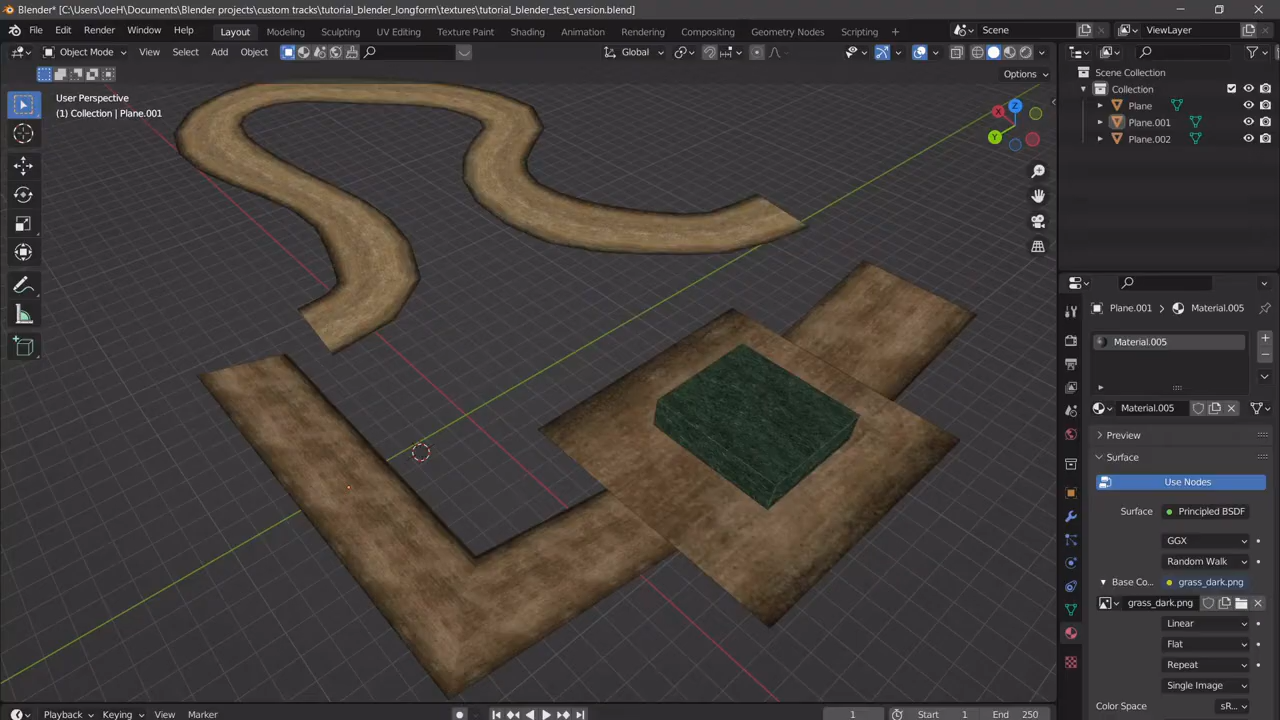 Blender* [C:\Users\JoeH\Documents\Blender projects\custom tracks\tutorial_blender_longform\textures\tutorial_blender_test_version.blend]
File Edit Render Window Help Layout Modeling Sculpting UV Editing Texture Paint Shading Animation Rendering Compositing Geometry Nodes Scripting + Scene ViewLayer
Object Mode View Select Add Object Global
Options
User Perspective
(1) Collection | Plane.001
X
Y
Z
Scene Collection
Collection
Plane
Plane.001
Plane.002
Plane.001 > Material.005
Material.005
Material.005
Preview
Surface
Use Nodes
Surface Principled BSDF
GGX
Random Walk
Base Co... grass_dark.png
grass_dark.png
Linear
Flat
Repeat
Single Image
Color Space sR...
Playback Keying View Marker 1 Start 1 End 250